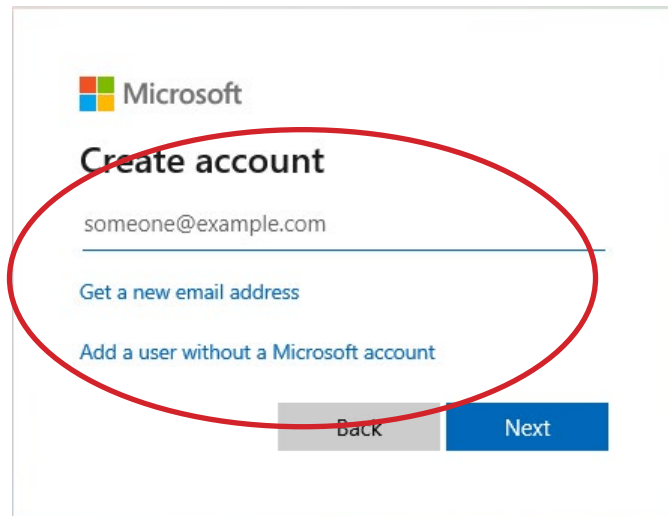 Microsoft
Create account
someone@example.com
Get a new email address
Add a user without a Microsoft account
Back Next